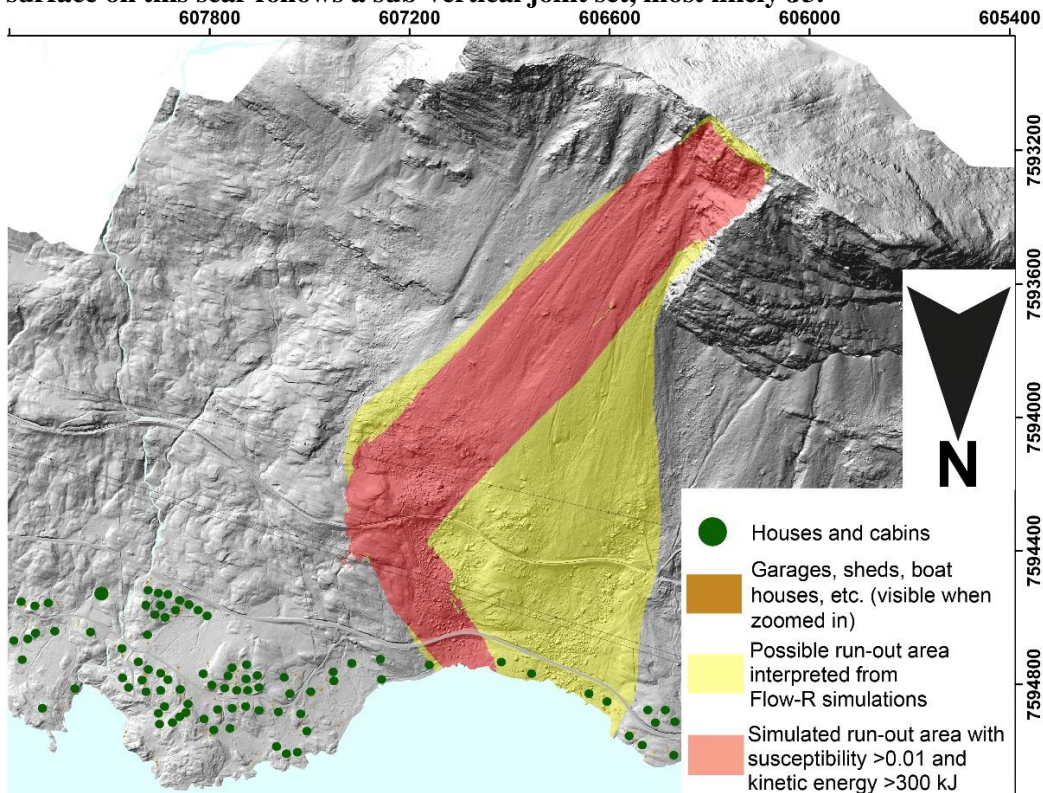 surface on this scar follows a sub-vertical joint set, most likely J3.
607800 607200 606600 606000 605400
7593200
7593600
7594000
7594400
7594800
N
Houses and cabins
Garages, sheds, boat
houses, etc. (visible when
zoomed in)
Possible run-out area
interpreted from
Flow-R simulations
Simulated run-out area with
susceptibility >0.01 and
kinetic energy >300 kJ